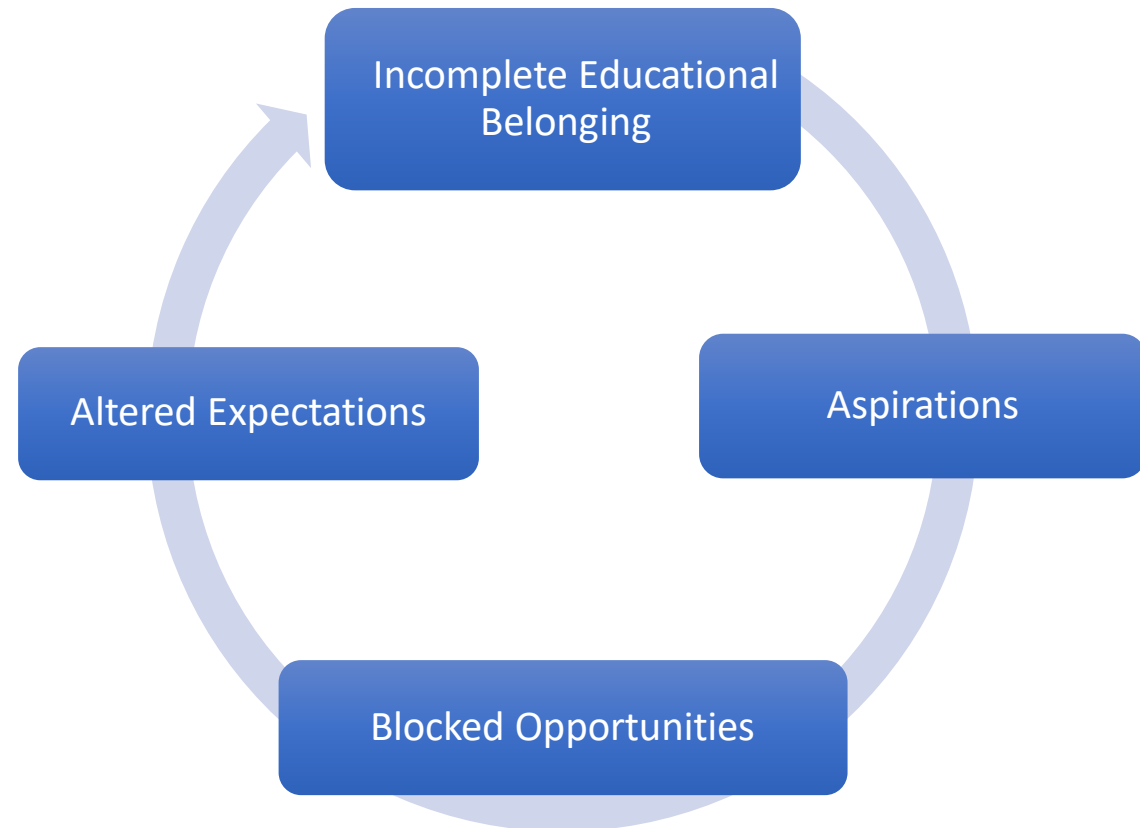 Incomplete Educational
Belonging
Aspirations
Blocked Opportunities
Altered Expectations